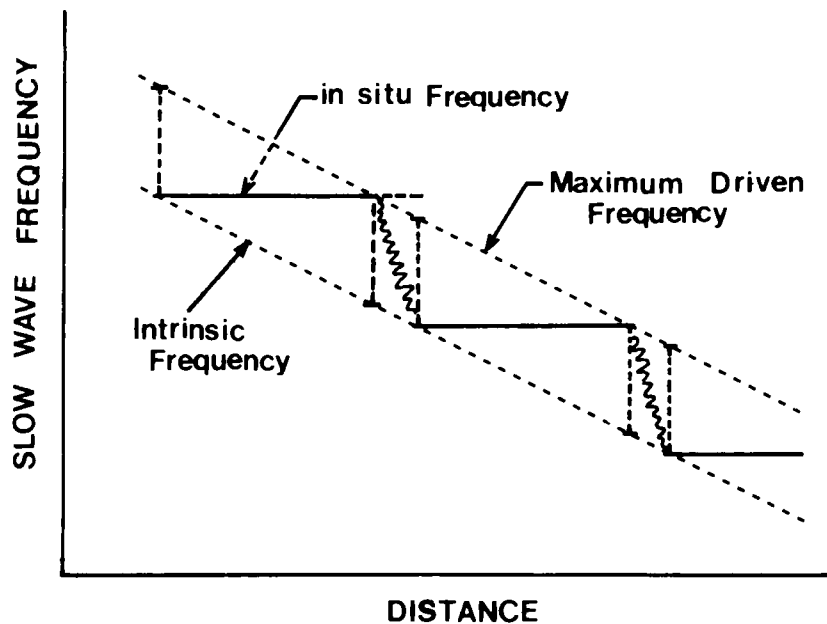 in situ Frequency
Maximum Driven
Frequency
Intrinsic
Frequency
SLOW WAVE FREQUENCY
DISTANCE